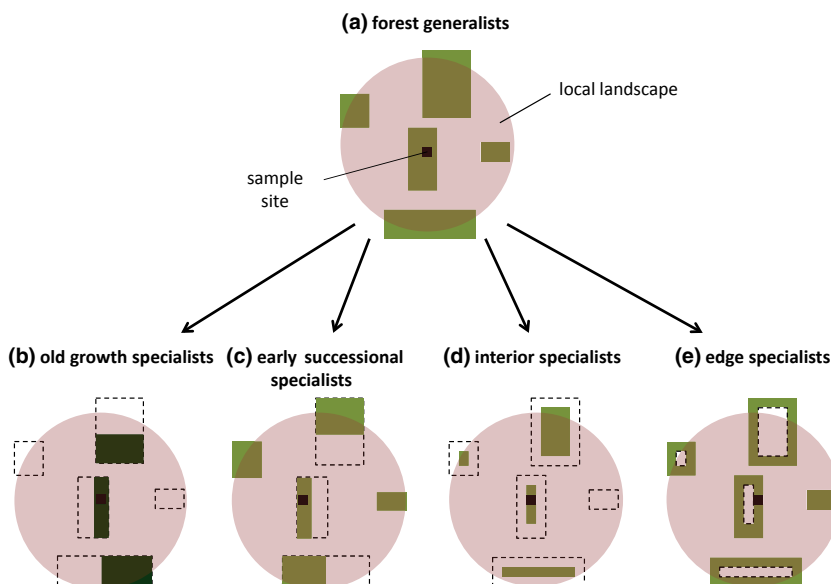 (a) forest generalists
local landscape
sample
site
(b) old growth specialists
(c) early successional
specialists
(d) interior specialists
(e) edge specialists